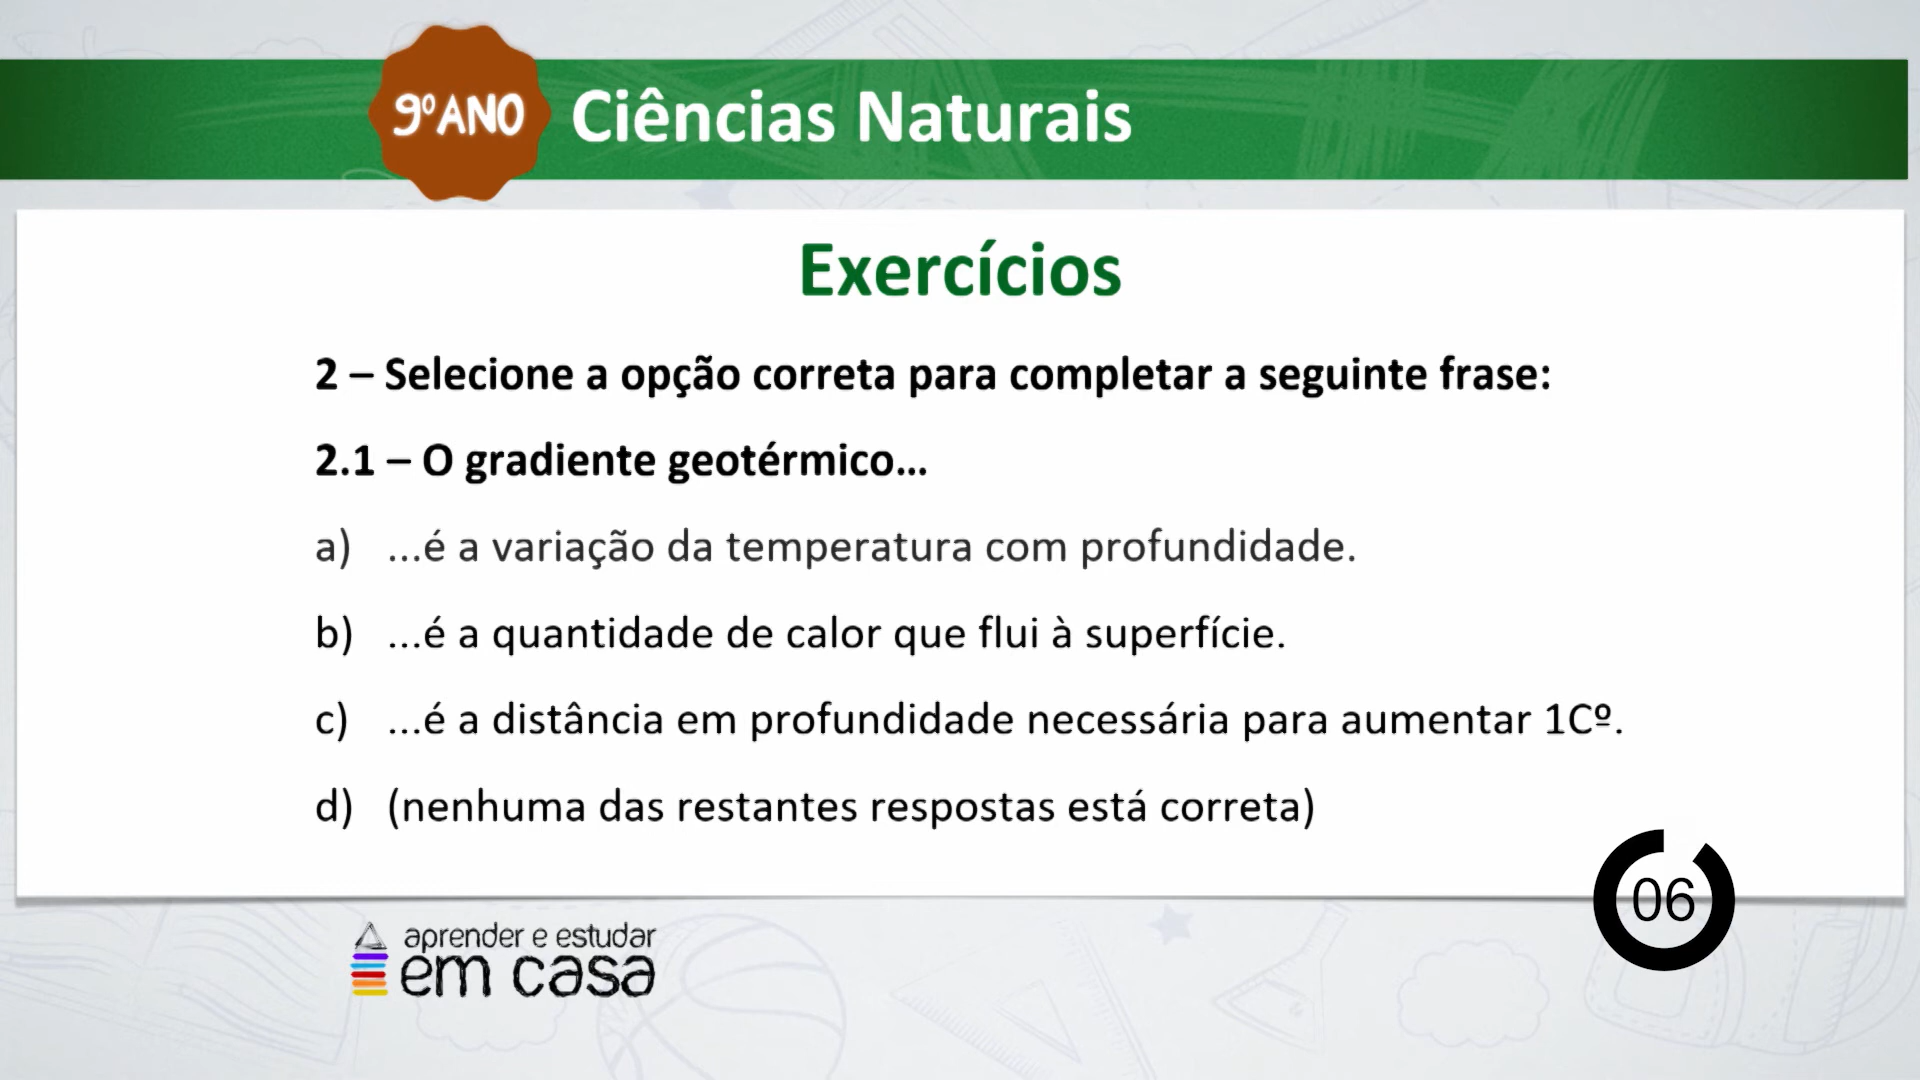 9º ANO Ciências Naturais
Exercícios
2 – Selecione a opção correta para completar a seguinte frase:
2.1 – O gradiente geotérmico...
a) ...é a variação da temperatura com profundidade.
b) ...é a quantidade de calor que flui à superfície.
c) ...é a distância em profundidade necessária para aumentar 1Cº.
d) (nenhuma das restantes respostas está correta)
06
aprender e estudar
em casa